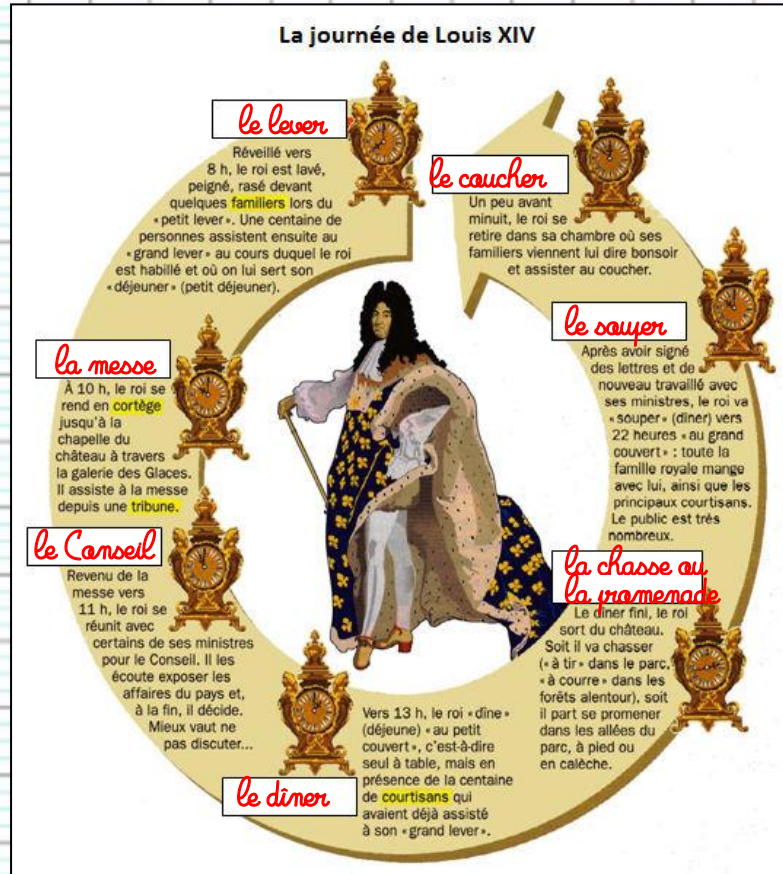 La journée de Louis XIV
le lever
Réveillé vers
8 h, le roi est lavé,
peigné, rasé devant
quelques familiers lors du
«petit lever». Une centaine de
personnes assistent ensuite au
«grand lever» au cours duquel le roi
est habillé et où on lui sert son
«déjeuner» (petit déjeuner).
la messe
À 10 h, le roi se
rend en cortège
jusqu'à la
chapelle du
château à travers
la galerie des Glaces.
Il assiste à la messe
depuis une tribune.
le Conseil
Revenu de la
messe vers
11 h, le roi se
réunit avec
certains de ses ministres
pour le Conseil. Il les
écoute exposer les
affaires du pays et,
à la fin, il décide.
Mieux vaut ne
pas discuter...
le dîner
Vers 13 h, le roi «dîne»
(déjeune) «au petit
couvert», c'est-à-dire
seul à table, mais en
présence de la centaine
de courtisans qui
avaient déjà assisté
à son «grand lever».
la chasse ou
la promenade
Le dîner fini, le roi
sort du château.
Soit il va chasser
(«à tir» dans le parc,
«à courre» dans les
forêts alentour), soit
il part se promener
dans les allées du
parc, à pied ou
en calèche.
le souper
Après avoir signé
des lettres et de
nouveau travaillé avec
ses ministres, le roi va
«souper» (dîner) vers
22 heures «au grand
couvert» : toute la
famille royale mange
avec lui, ainsi que les
principaux courtisans.
Le public est très
nombreux.
le coucher
Un peu avant
minuit, le roi se
retire dans sa chambre où ses
familiers viennent lui dire bonsoir
et assister au coucher.